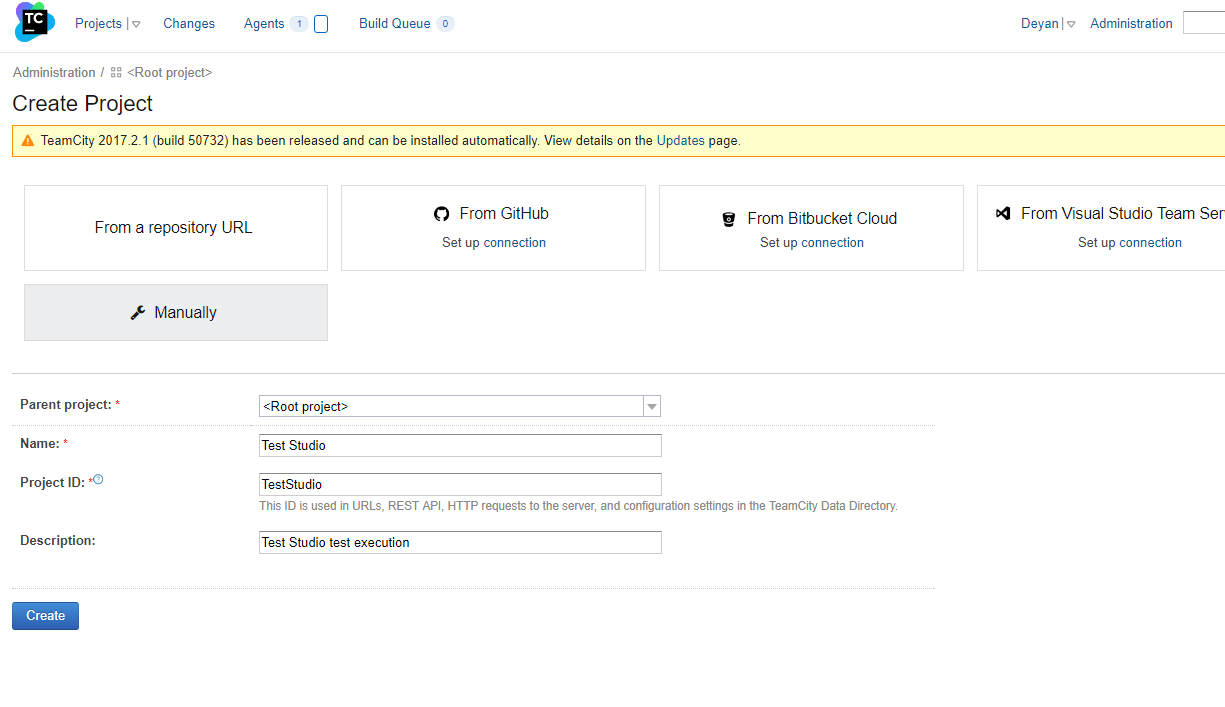 TC
Projects Changes Agents 1 Build Queue 0 Deyan Administration
Administration / <Root project>
Create Project
TeamCity 2017.2.1 (build 50732) has been released and can be installed automatically. View details on the Updates page.
From a repository URL
From GitHub
Set up connection
From Bitbucket Cloud
Set up connection
From Visual Studio Team Ser
Set up connection
Manually
Parent project: * <Root project>
Name: * Test Studio
Project ID: * ? TestStudio
This ID is used in URLs, REST API, HTTP requests to the server, and configuration settings in the TeamCity Data Directory.
Description: Test Studio test execution
Create